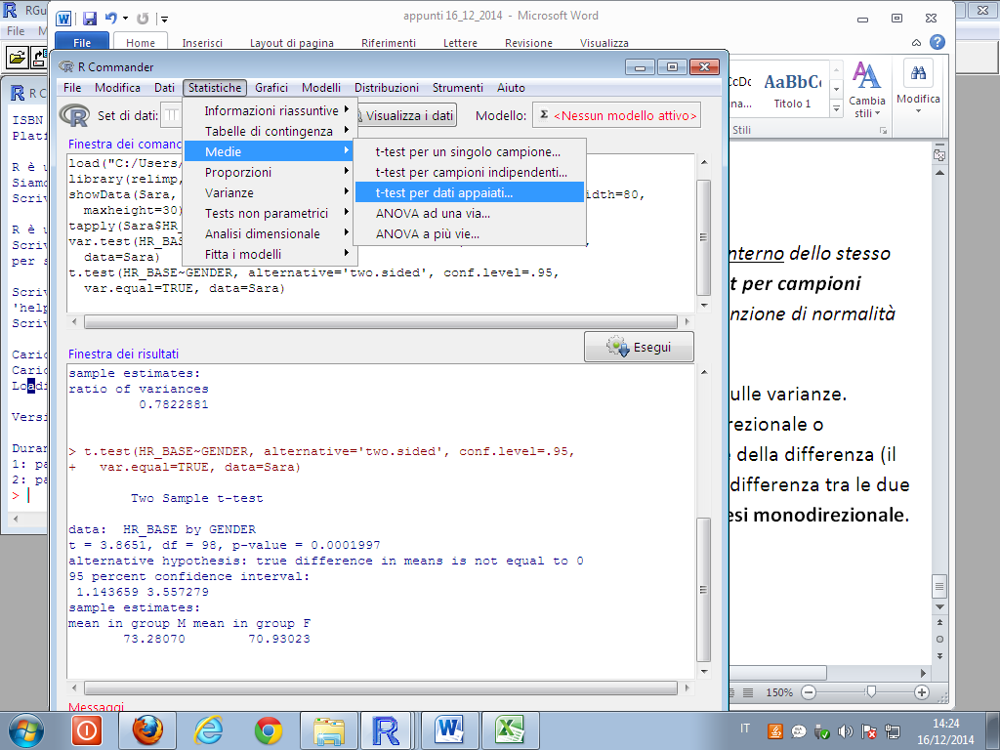 RGu
appunti 16_12_2014 - Microsoft Word
File
File Home Inserisci Layout di pagina Riferimenti Lettere Revisione Visualizza
R Commander
File Modifica Dati Statistiche Grafici Modelli Distribuzioni Strumenti Aiuto
Set di dati: Visualizza i dati Modello: Σ <Nessun modello attivo>
AaBbC
Titolo 1
Cambia
stili
Modifica
Stili
Informazioni riassuntive
Tabelle di contingenza
Medie
Proporzioni
Varianze
Tests non parametrici
Analisi dimensionale
Fitta i modelli
t-test per un singolo campione...
t-test per campioni indipendenti...
t-test per dati appaiati...
ANOVA ad una via...
ANOVA a più vie...
Finestra dei comand
load("C:/Users/
library(relimp,
showData(Sara, idth=80,
maxheight=30)
tapply(Sara$HR_
var.test(HR_BAS
data=Sara)
t.test(HR_BASE~GENDER, alternative='two.sided', conf.level=.95,
var.equal=TRUE, data=Sara)
Esegui
Finestra dei risultati
sample estimates:
ratio of variances
0.7822881
> t.test(HR_BASE~GENDER, alternative='two.sided', conf.level=.95,
+ var.equal=TRUE, data=Sara)
Two Sample t-test
data: HR_BASE by GENDER
t = 3.8651, df = 98, p-value = 0.0001997
alternative hypothesis: true difference in means is not equal to 0
95 percent confidence interval:
1.143659 3.557279
sample estimates:
mean in group M mean in group F
73.28070 70.93023
Messaggi
R C
ISBN
Platf
R è u
Siamo
Scriv
R è u
Scriv
per s
Scriv
'help
Scriv
Caric
Caric
Loadi
Versi
Duran
1: pa
2: pa
>
nterno dello stesso
t per campioni
nzione di normalità
ulle varianze.
rezionale o
e della differenza (il
differenza tra le due
esi monodirezionale.
150%
IT
14:24
16/12/2014